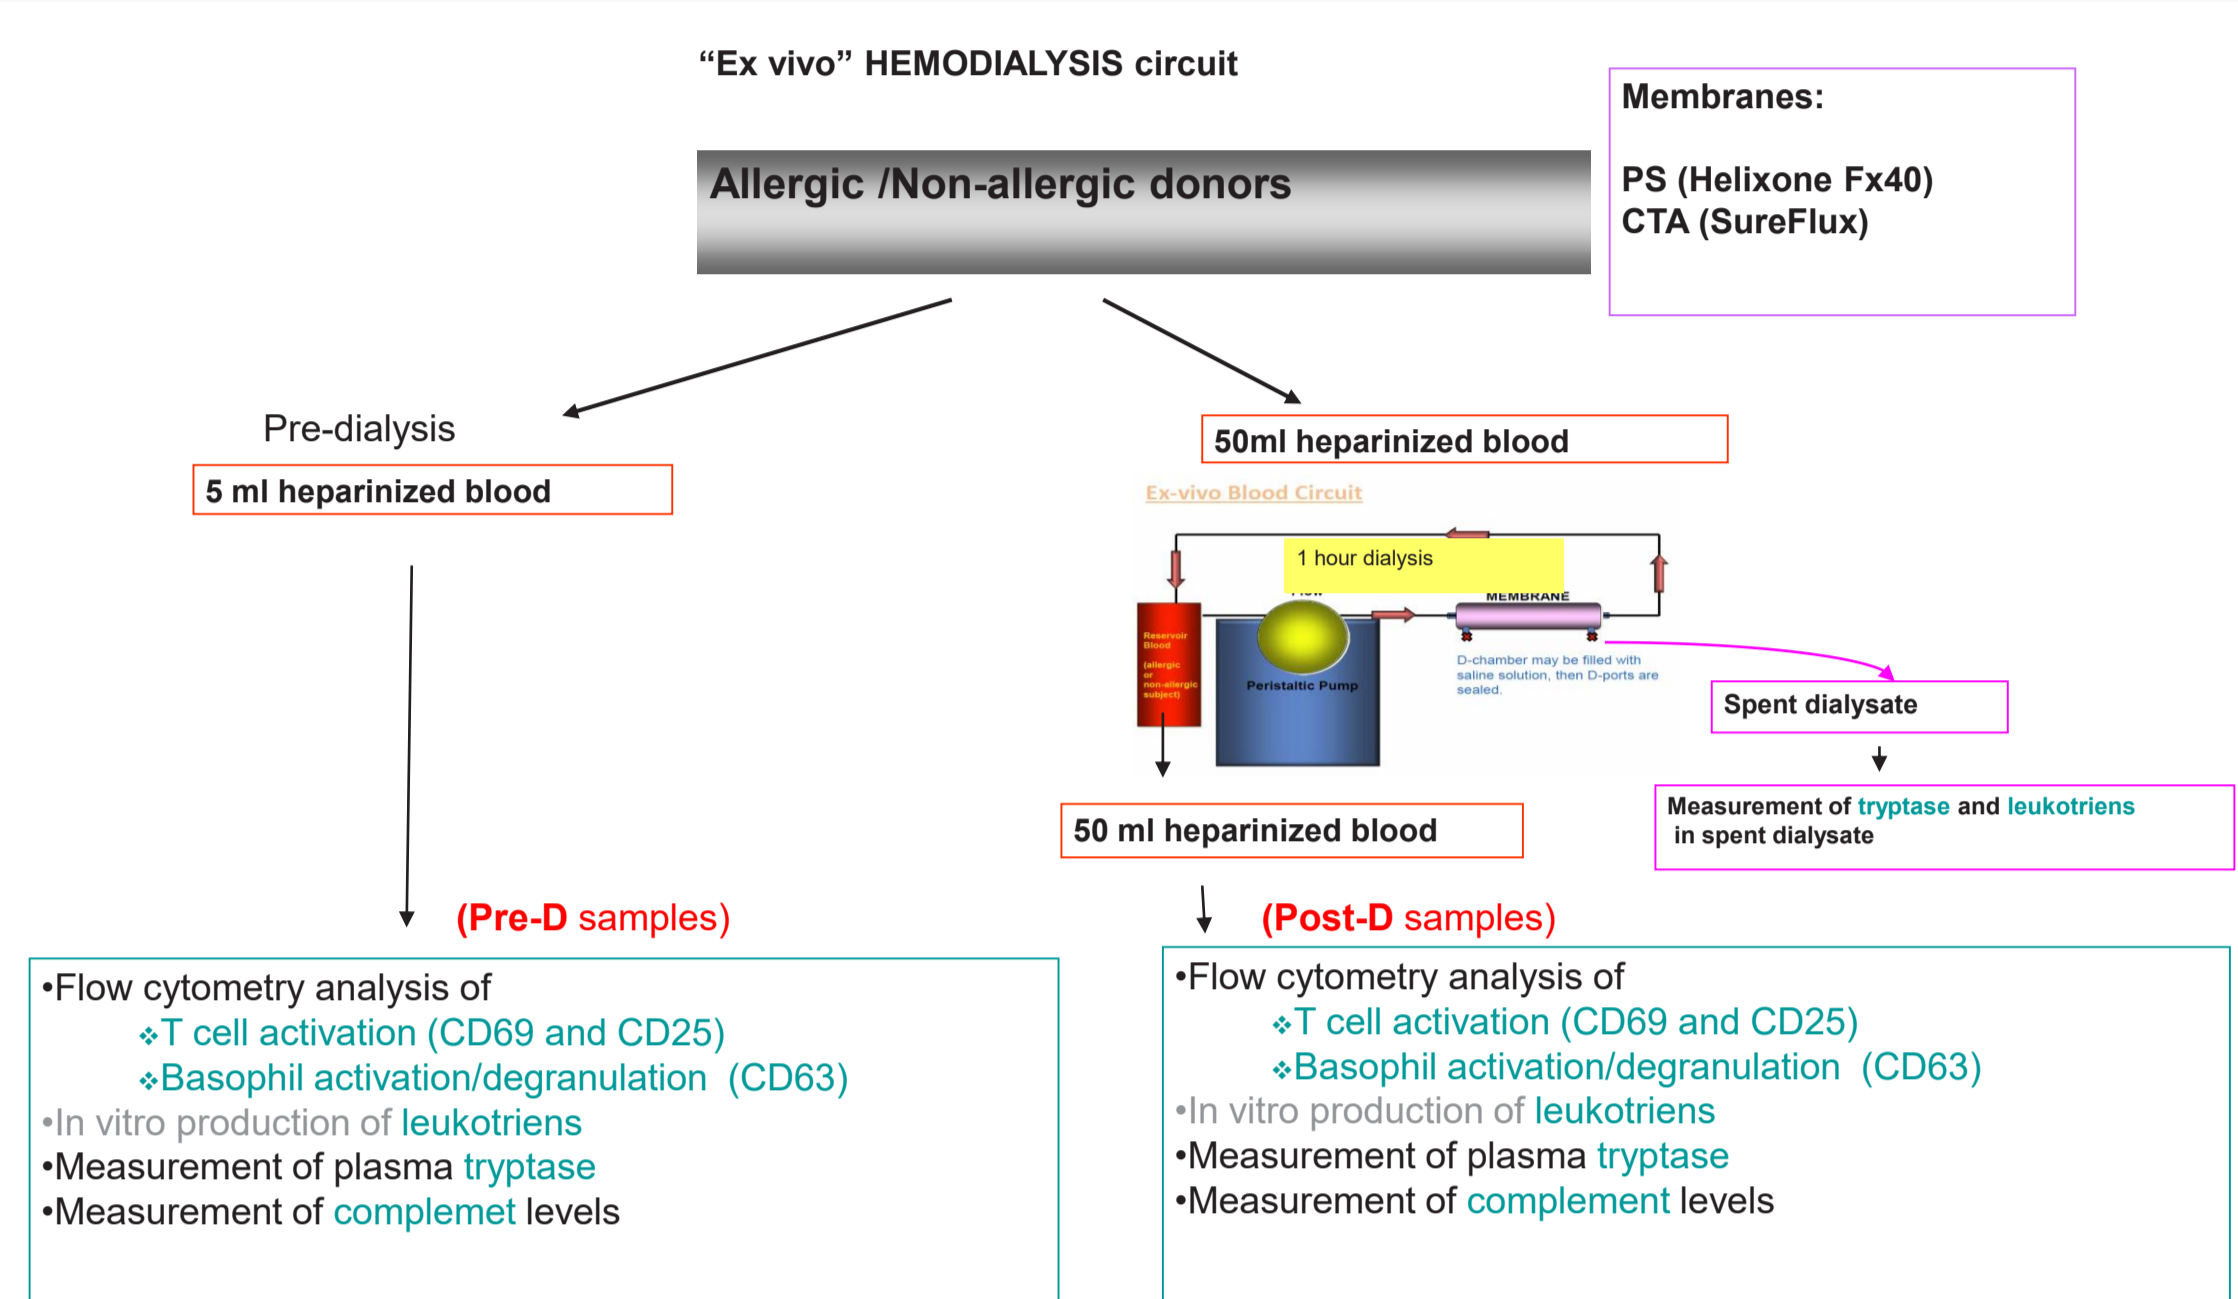 “Ex vivo” HEMODIALYSIS circuit
Membranes:
PS (Helixone Fx40)
CTA (SureFlux)
Allergic /Non-allergic donors
Pre-dialysis
5 ml heparinized blood
50ml heparinized blood
Ex-vivo Blood Circuit
1 hour dialysis
MEMBRANE
Reservoir
Blood
(allergic
or
non-allergic
subject)
Peristaltic Pump
D-chamber may be filled with
saline solution, then D-ports are
sealed.
Spent dialysate
Measurement of tryptase and leukotriens
in spent dialysate
50 ml heparinized blood
(Pre-D samples)
•Flow cytometry analysis of
❖T cell activation (CD69 and CD25)
❖Basophil activation/degranulation (CD63)
•In vitro production of leukotriens
•Measurement of plasma tryptase
•Measurement of complemet levels
(Post-D samples)
•Flow cytometry analysis of
❖T cell activation (CD69 and CD25)
❖Basophil activation/degranulation (CD63)
•In vitro production of leukotriens
•Measurement of plasma tryptase
•Measurement of complement levels